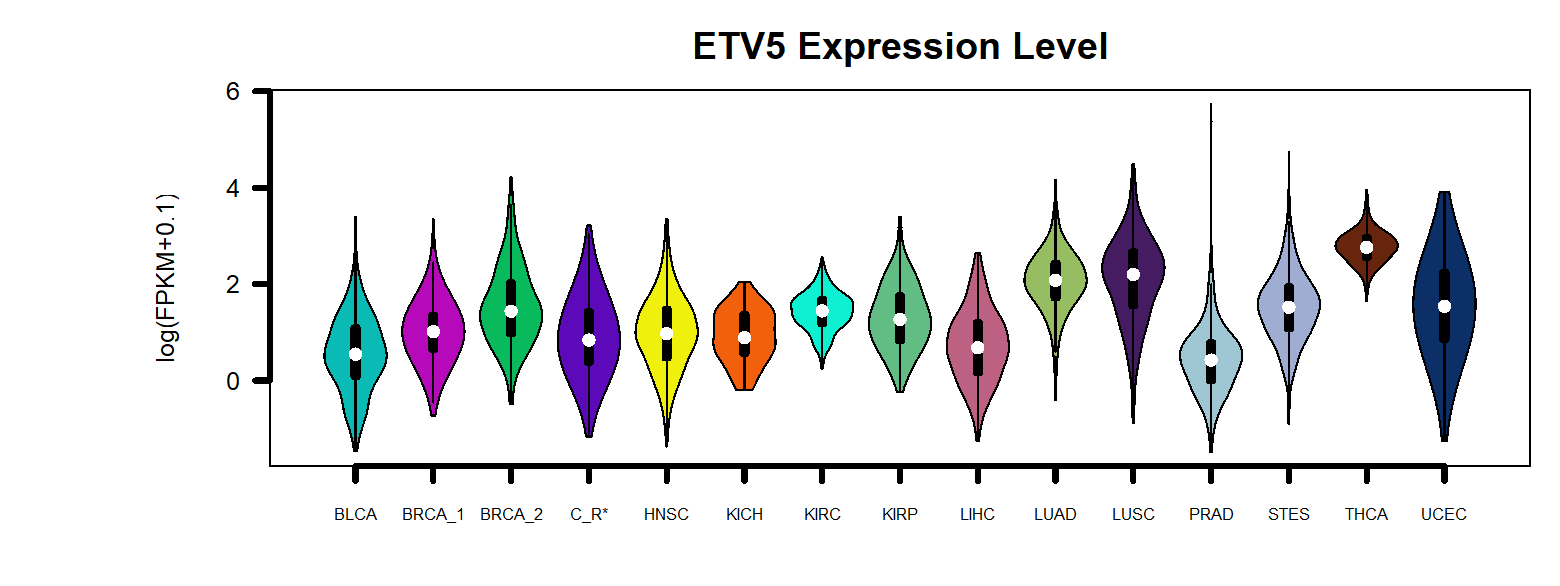 ETV5 Expression Level
log(FPKM+0.1)
6
4
2
0
BLCA BRCA_1 BRCA_2 C_R* HNSC KICH KIRC KIRP LIHC LUAD LUSC PRAD STES THCA UCEC